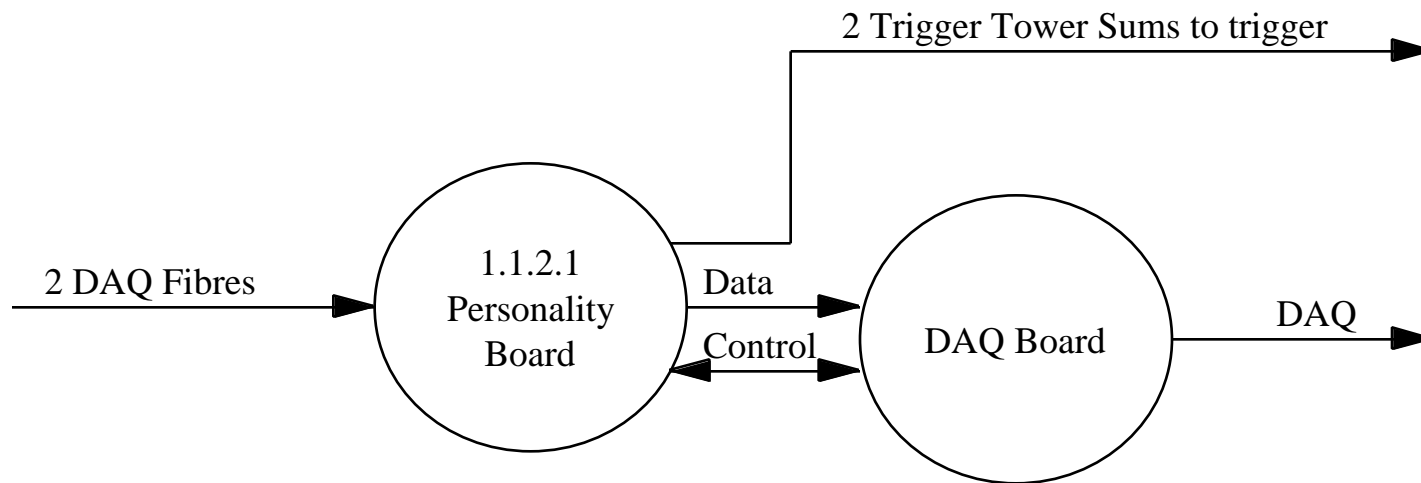 2 Trigger Tower Sums to trigger
2 DAQ Fibres
1.1.2.1
Personality
Board
Data
Control
DAQ Board
DAQ